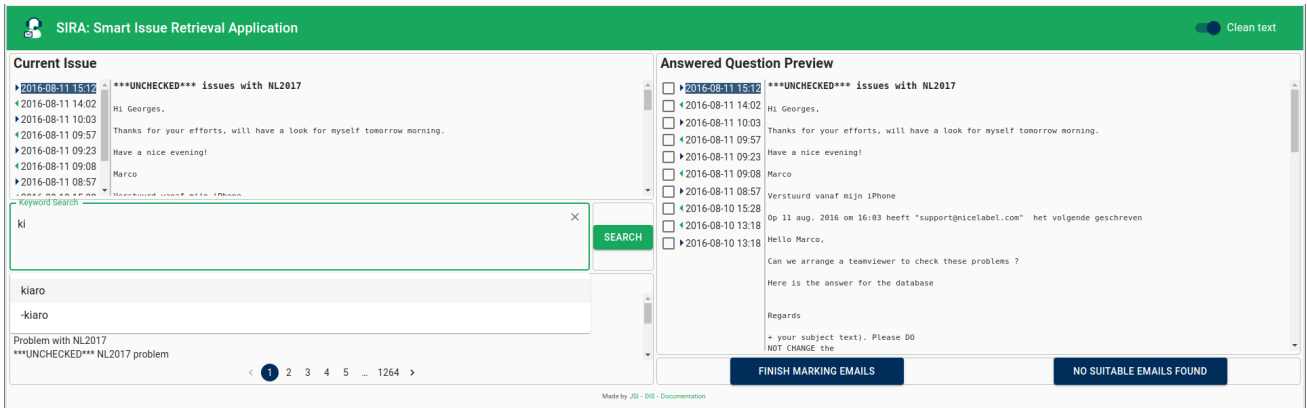 SIRA: Smart Issue Retrieval Application
Clean text
Current Issue
2016-08-11 15:12
2016-08-11 14:02
2016-08-11 10:03
2016-08-11 09:57
2016-08-11 09:23
2016-08-11 09:08
2016-08-11 08:57
***UNCHECKED*** issues with NL2017
Hi Georges,
Thanks for your efforts, will have a look for myself tomorrow morning.
Have a nice evening!
Marco
Verstuurd vanaf mijn iPhone
Keyword Search
ki
SEARCH
kiaro
-kiaro
Problem with NL2017
***UNCHECKED*** NL2017 problem
1 2 3 4 5 ... 1264
Answered Question Preview
2016-08-11 15:12
2016-08-11 14:02
2016-08-11 10:03
2016-08-11 09:57
2016-08-11 09:23
2016-08-11 09:08
2016-08-11 08:57
2016-08-10 15:28
2016-08-10 13:18
2016-08-10 13:18
***UNCHECKED*** issues with NL2017
Hi Georges,
Thanks for your efforts, will have a look for myself tomorrow morning.
Have a nice evening!
Marco
Verstuurd vanaf mijn iPhone
Op 11 aug. 2016 om 16:03 heeft "support@nicelabel.com" het volgende geschreven
Hello Marco,
Can we arrange a teamviewer to check these problems ?
Here is the answer for the database
Regards
+ your subject text). Please DO
NOT CHANGE the
FINISH MARKING EMAILS
NO SUITABLE EMAILS FOUND
Made by JSI - DIS - Documentation